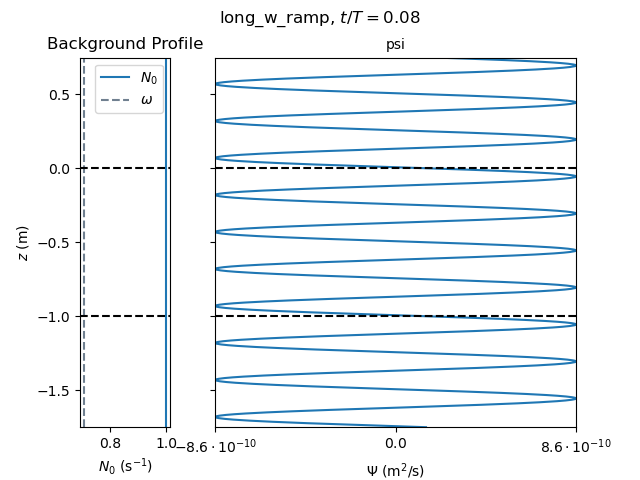 long_w_ramp, t/T = 0.08
Background Profile
psi
N₀
ω
0.5
0.0
−0.5
−1.0
−1.5
z (m)
0.8
1.0
N₀ (s⁻¹)
−8.6 · 10⁻¹⁰
0.0
8.6 · 10⁻¹⁰
Ψ (m²/s)